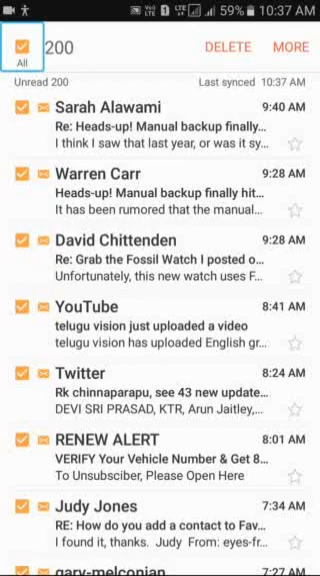 VoLTE 1 LTE 59% 10:37 AM
All 200 DELETE MORE
Unread 200 Last synced 10:37 AM
Sarah Alawami 9:40 AM
Re: Heads-up! Manual backup finally...
I think I saw that last year, or was it sy...
Warren Carr 9:28 AM
Heads-up! Manual backup finally hit...
It has been rumored that the manual...
David Chittenden 9:28 AM
Re: Grab the Fossil Watch I posted o...
Unfortunately, this new watch uses F...
YouTube 8:41 AM
telugu vision just uploaded a video
telugu vision has uploaded English gr...
Twitter 8:24 AM
Rk chinnaparapu, see 43 new update...
DEVI SRI PRASAD, KTR, Arun Jaitley,...
RENEW ALERT 8:01 AM
VERIFY Your Vehicle Number & Get 8...
To Unsubsciber, Please Open Here
Judy Jones 7:34 AM
RE: How do you add a contact to Fav...
I found it, thanks. Judy From: eyes-fr...
gary-melconian 7:27 AM